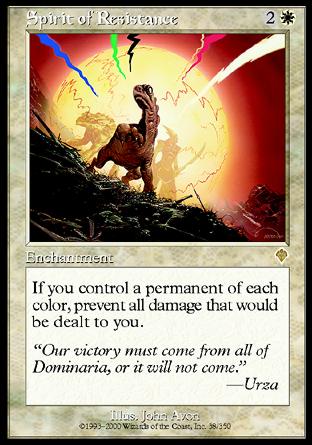 Spirit of Resistance 2
Enchantment
If you control a permanent of each
color, prevent all damage that would
be dealt to you.
“Our victory must come from all of
Dominaria, or it will not come.”
—Urza
Illus. John Avon
©1993–2000 Wizards of the Coast, Inc. 38/350